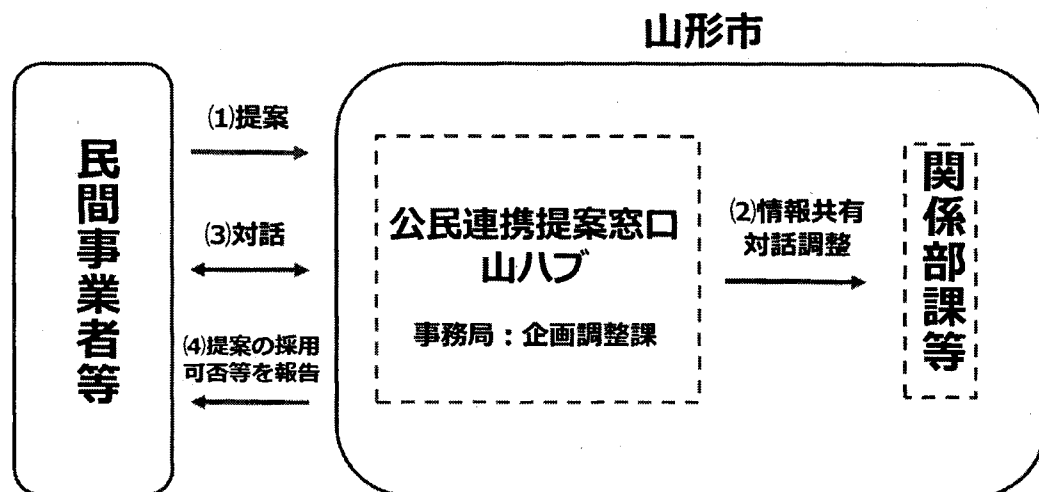 山形市
民間事業者等
(1)提案
(3)対話
(4)提案の採用
可否等を報告
公民連携提案窓口
山ハブ
事務局：企画調整課
(2)情報共有
対話調整
関係部課等